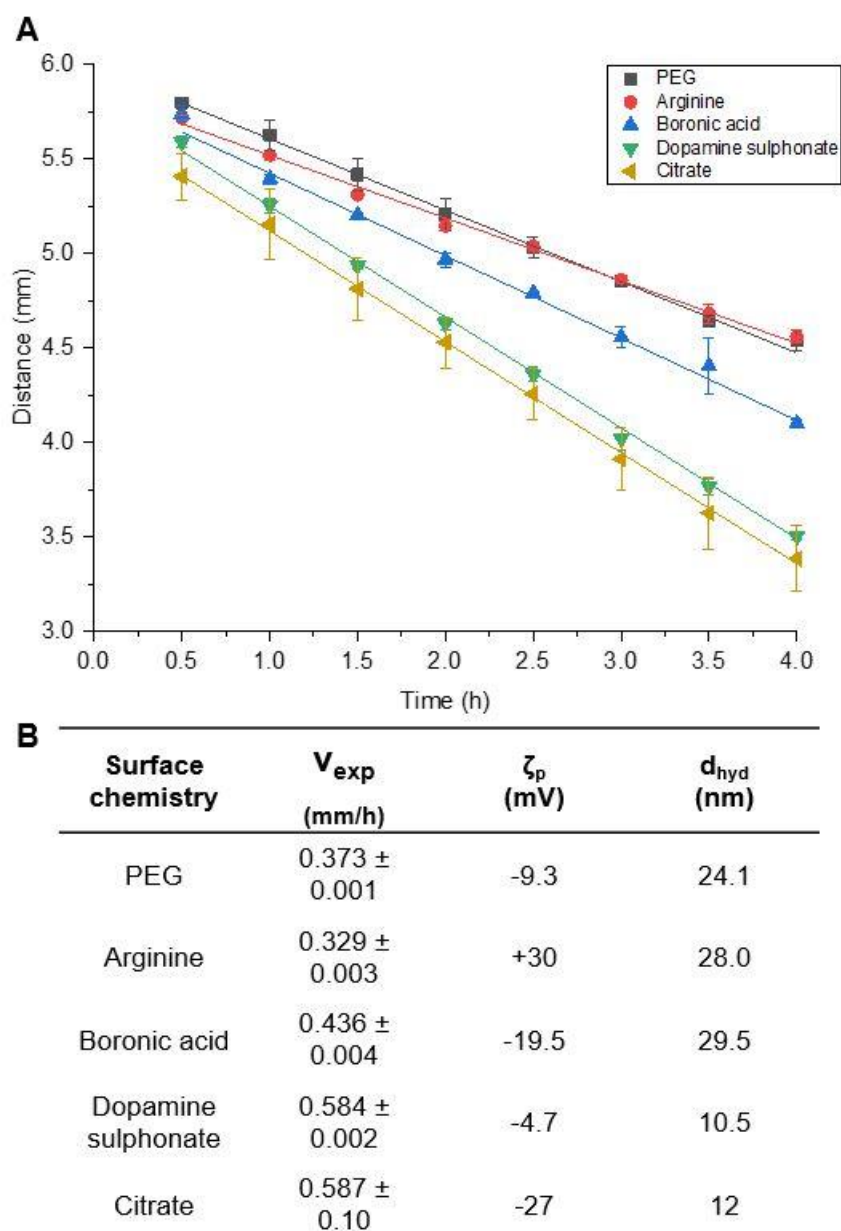 A
6.0
5.5
5.0
4.5
4.0
3.5
3.0
Distance (mm)
0.0 0.5 1.0 1.5 2.0 2.5 3.0 3.5 4.0
Time (h)
PEG
Arginine
Boronic acid
Dopamine sulphonate
Citrate
B
Surface chemistry V_exp (mm/h) ζ_p (mV) d_hyd (nm)
PEG 0.373 ± 0.001 -9.3 24.1
Arginine 0.329 ± 0.003 +30 28.0
Boronic acid 0.436 ± 0.004 -19.5 29.5
Dopamine sulphonate 0.584 ± 0.002 -4.7 10.5
Citrate 0.587 ± 0.10 -27 12